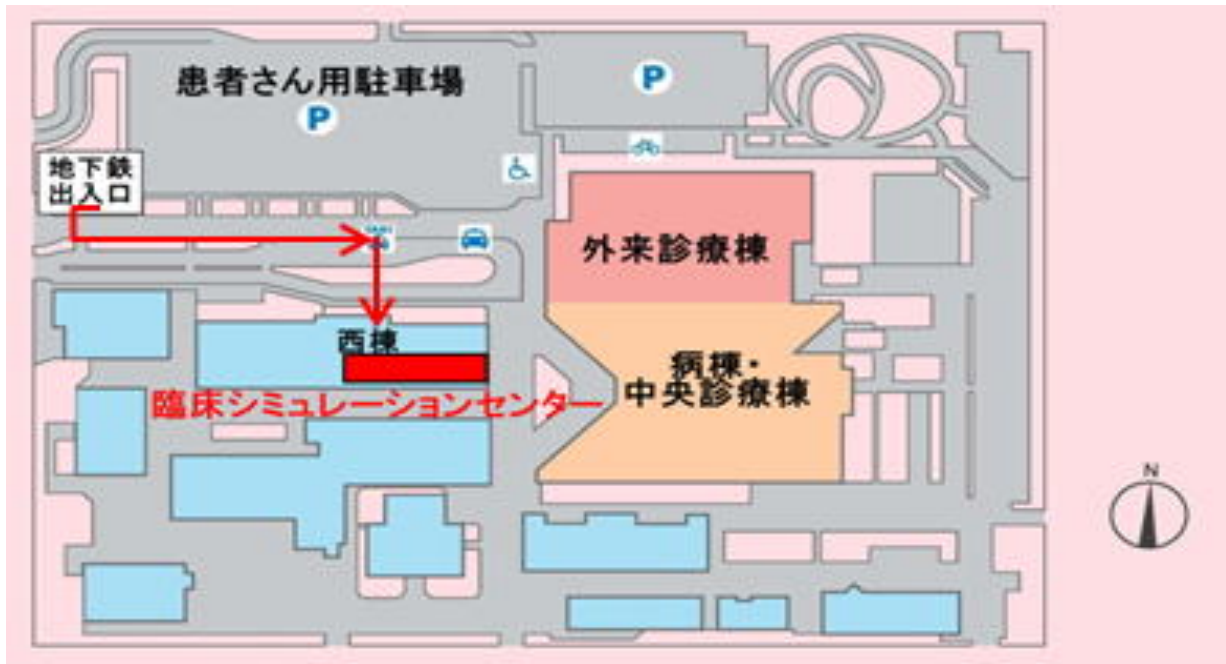 患者さん用駐車場
P
P
地下鉄
出入口
TAXI
外来診療棟
西棟
病棟・
中央診療棟
臨床シミュレーションセンター
N